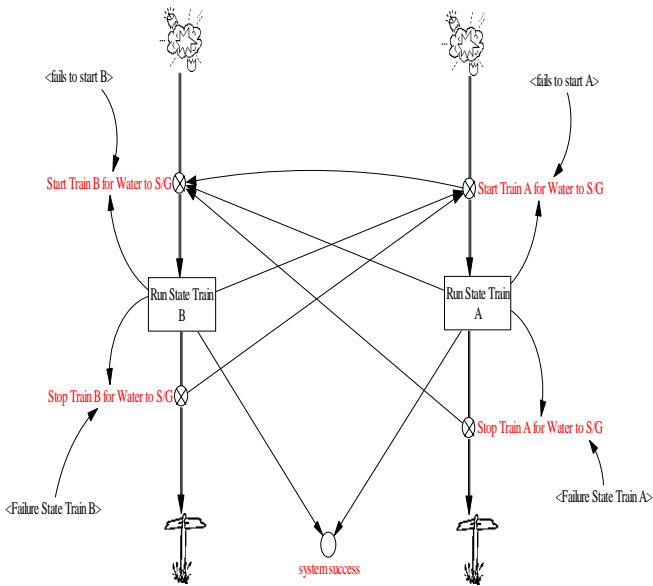 <fails to start B>
<fails to start A>
Start Train B for Water to S/G
Start Train A for Water to S/G
Run State Train
B
Run State Train
A
Stop Train B for Water to S/G
Stop Train A for Water to S/G
<Failure State Train B>
<Failure State Train A>
system success